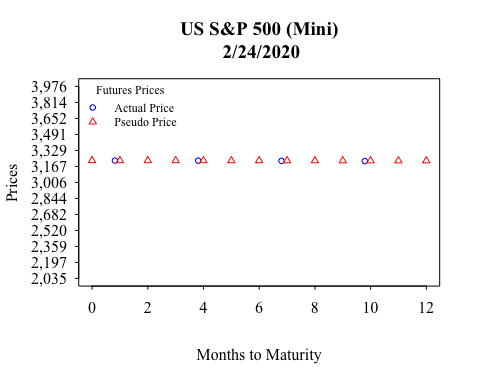 US S&P 500 (Mini)
2/24/2020
Futures Prices
Actual Price
Pseudo Price
Prices
3,976
3,814
3,652
3,491
3,329
3,167
3,006
2,844
2,682
2,520
2,359
2,197
2,035
0 2 4 6 8 10 12
Months to Maturity